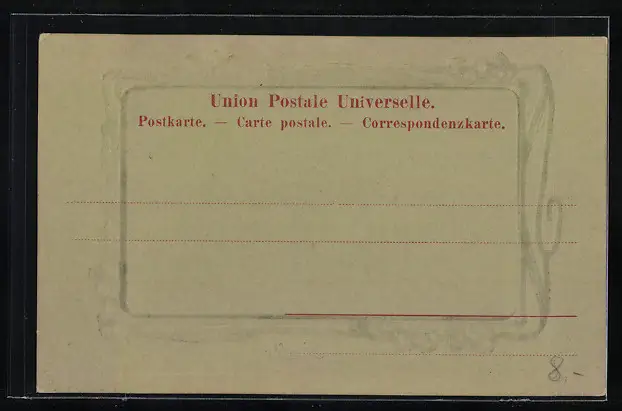 Union Postale Universelle.
Postkarte. — Carte postale. — Correspondenzkarte.
8.-